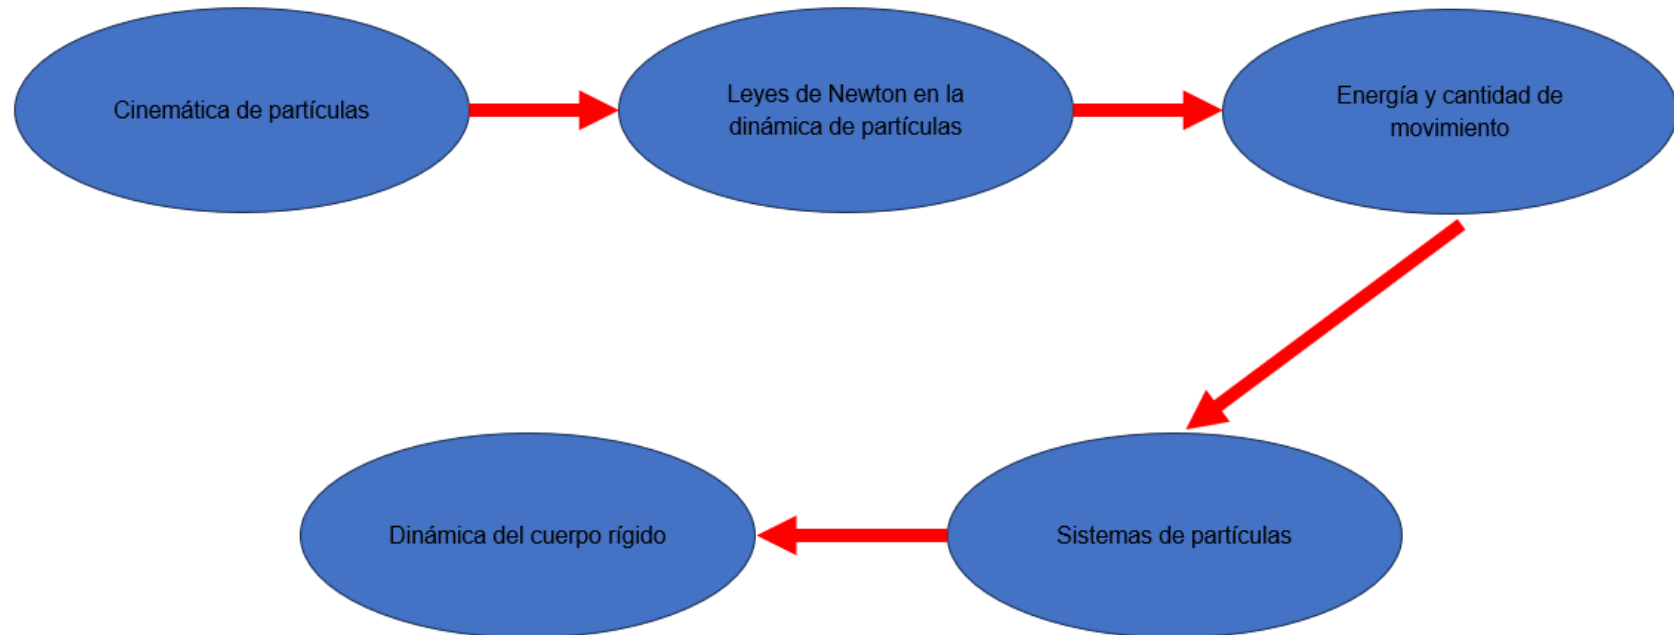 Cinemática de partículas
Leyes de Newton en la
dinámica de partículas
Energía y cantidad de
movimiento
Dinámica del cuerpo rígido
Sistemas de partículas